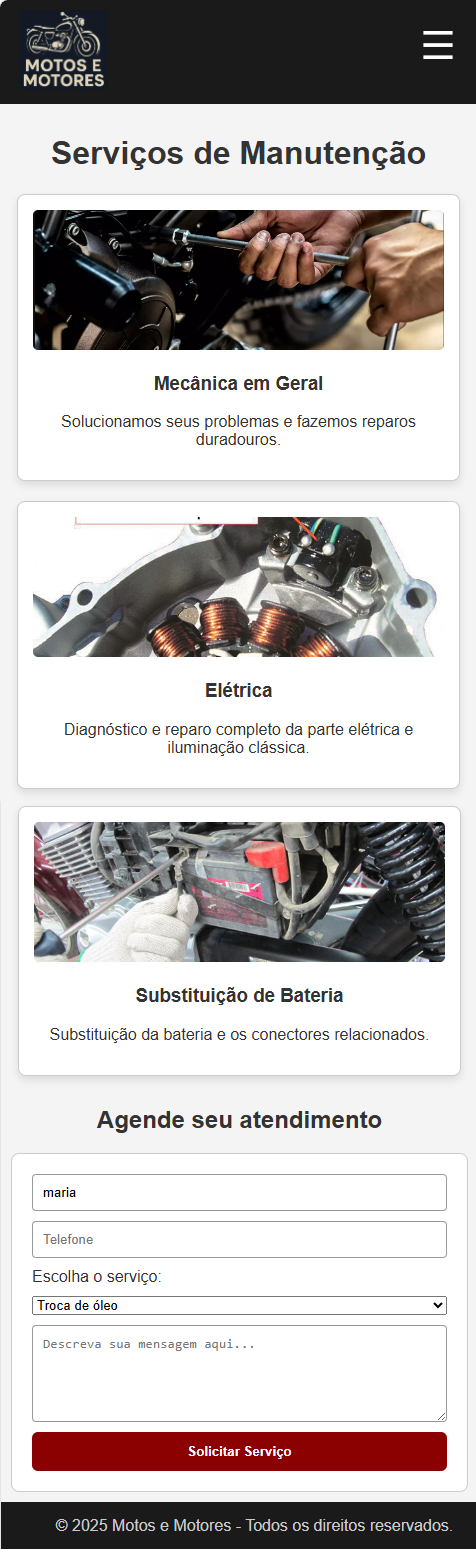 MOTOS E
MOTORES
☰
Serviços de Manutenção
Mecânica em Geral
Solucionamos seus problemas e fazemos reparos
duradouros.
Elétrica
Diagnóstico e reparo completo da parte elétrica e
iluminação clássica.
Substituição de Bateria
Substituição da bateria e os conectores relacionados.
Agende seu atendimento
maria
Telefone
Escolha o serviço:
Troca de óleo
Descreva sua mensagem aqui...
Solicitar Serviço
© 2025 Motos e Motores - Todos os direitos reservados.